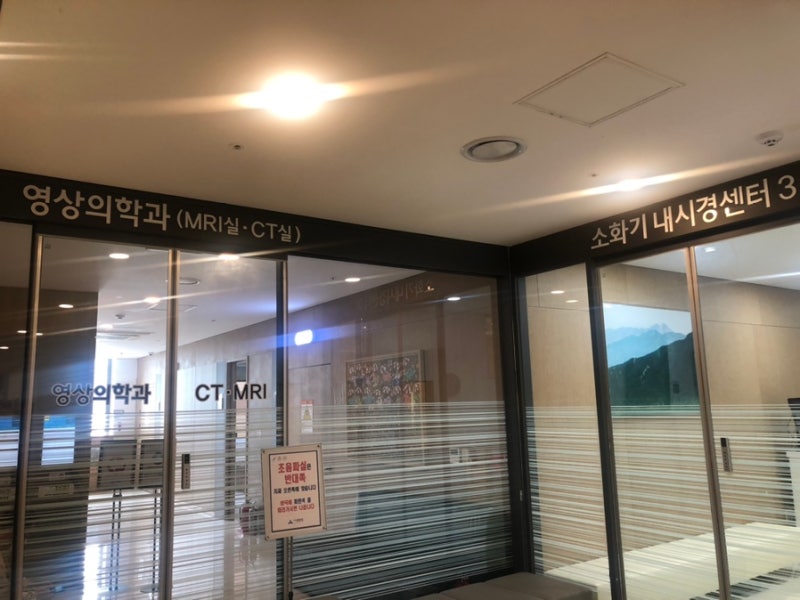 영상의학과 (MRI실·CT실)
소화기 내시경센터 3
영상의학과
CT·MRI
초음파실은
반대쪽